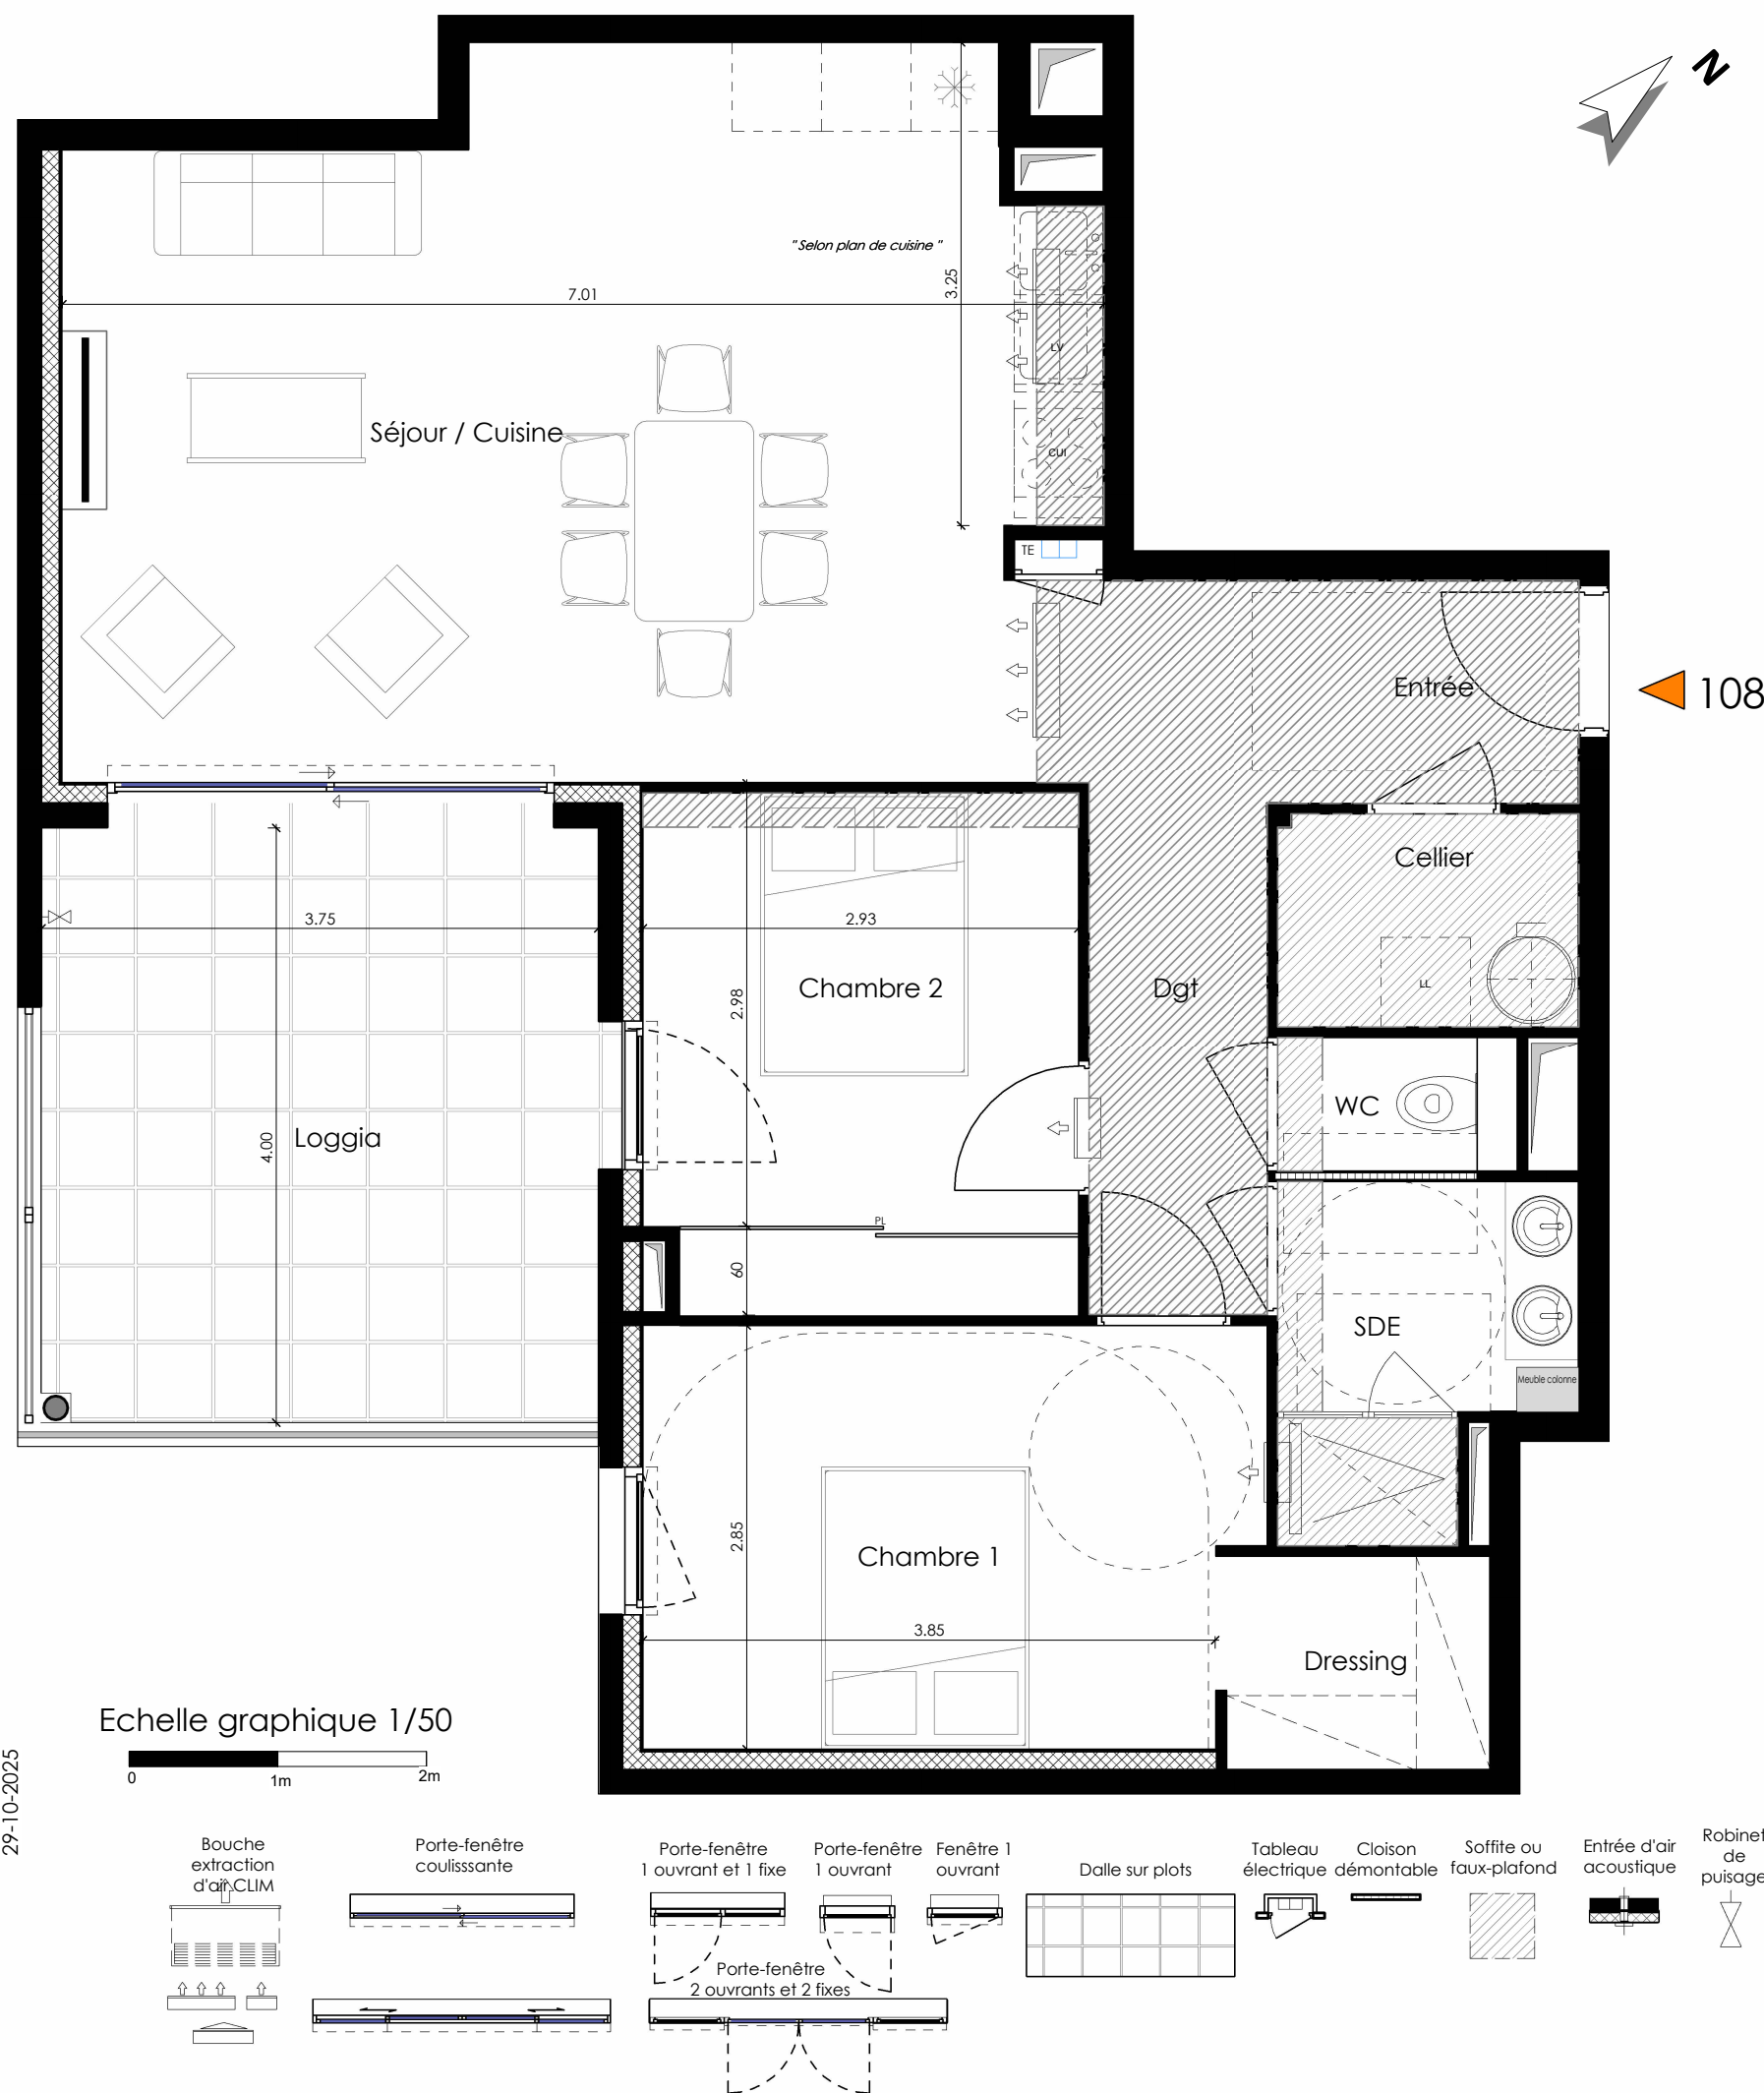 N
"Selon plan de cuisine "
3.25
7.01
LV
Séjour / Cuisine
CUI
TE
Entrée
108
Cellier
3.75
2.93
Chambre 2
2.98
Dgt
LL
WC
Loggia
4.00
PL
60
SDE
Meuble colonne
Chambre 1
2.85
3.85
Dressing
Echelle graphique 1/50
0
1m
2m
29-10-2025
Bouche
extraction
d'air CLIM
Porte-fenêtre
coulisssante
Porte-fenêtre
1 ouvrant et 1 fixe
Porte-fenêtre
1 ouvrant
Fenêtre 1
ouvrant
Dalle sur plots
Tableau
électrique
Cloison
démontable
Soffite ou
faux-plafond
Entrée d'air
acoustique
Robinet
de
puisage
Porte-fenêtre
2 ouvrants et 2 fixes